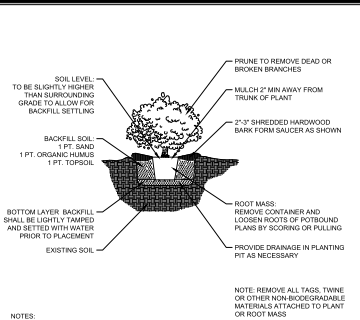 SOIL LEVEL:
TO BE SLIGHTLY HIGHER
THAN SURROUNDING
GRADE TO ALLOW FOR
BACKFILL SETTLING
BACKFILL SOIL:
1 PT. SAND
1 PT. ORGANIC HUMUS
1 PT. TOPSOIL
BOTTOM LAYER BACKFILL
SHALL BE LIGHTLY TAMPED
AND SETTED WITH WATER
PRIOR TO PLACEMENT
EXISTING SOIL
PRUNE TO REMOVE DEAD OR
BROKEN BRANCHES
MULCH 2" MIN AWAY FROM
TRUNK OF PLANT
2"-3" SHREDDED HARDWOOD
BARK FORM SAUCER AS SHOWN
ROOT MASS:
REMOVE CONTAINER AND
LOOSEN ROOTS OF POTBOUND
PLANS BY SCORING OR PULLING
PROVIDE DRAINAGE IN PLANTING
PIT AS NECESSARY
NOTE: REMOVE ALL TAGS, TWINE
OR OTHER NON-BIODEGRADABLE
MATERIALS ATTACHED TO PLANT
OR ROOT MASS
NOTES: